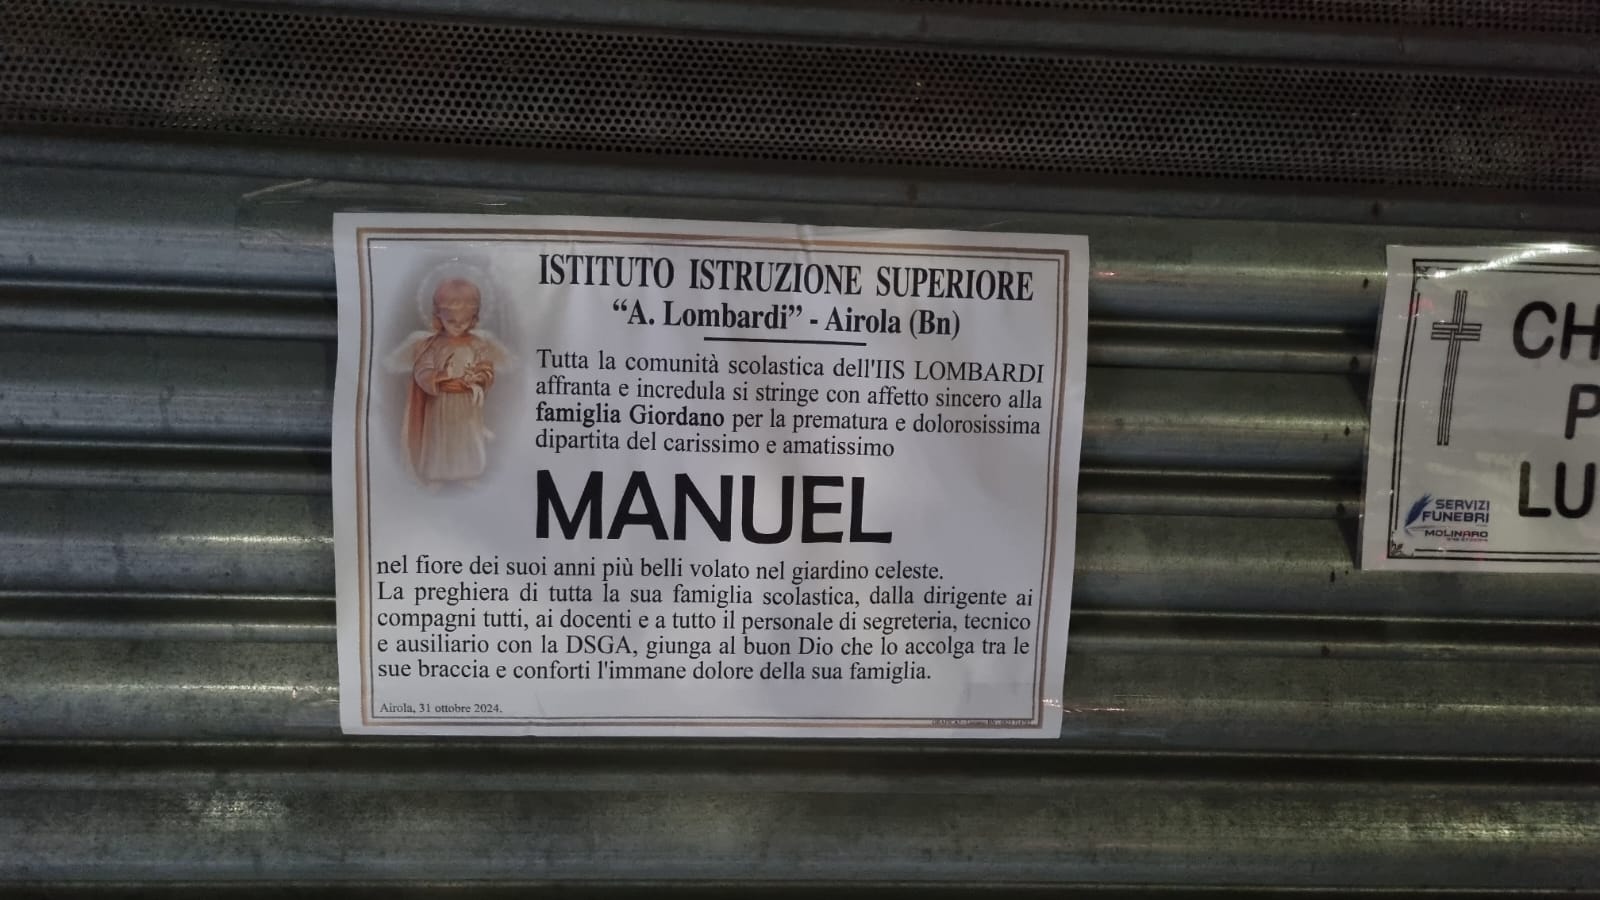 ISTITUTO ISTRUZIONE SUPERIORE
“A. Lombardi” - Airola (Bn)
Tutta la comunità scolastica dell'IIS LOMBARDI
affranta e incredula si stringe con affetto sincero alla
famiglia Giordano per la prematura e dolorosissima
dipartita del carissimo e amatissimo
MANUEL
nel fiore dei suoi anni più belli volato nel giardino celeste.
La preghiera di tutta la sua famiglia scolastica, dalla dirigente ai
compagni tutti, ai docenti e a tutto il personale di segreteria, tecnico
e ausiliario con la DSGA, giunga al buon Dio che lo accolga tra le
sue braccia e conforti l'immane dolore della sua famiglia.
Airola, 31 ottobre 2024.
CH
P
LU
SERVIZI
FUNEBRI
MOLINARO